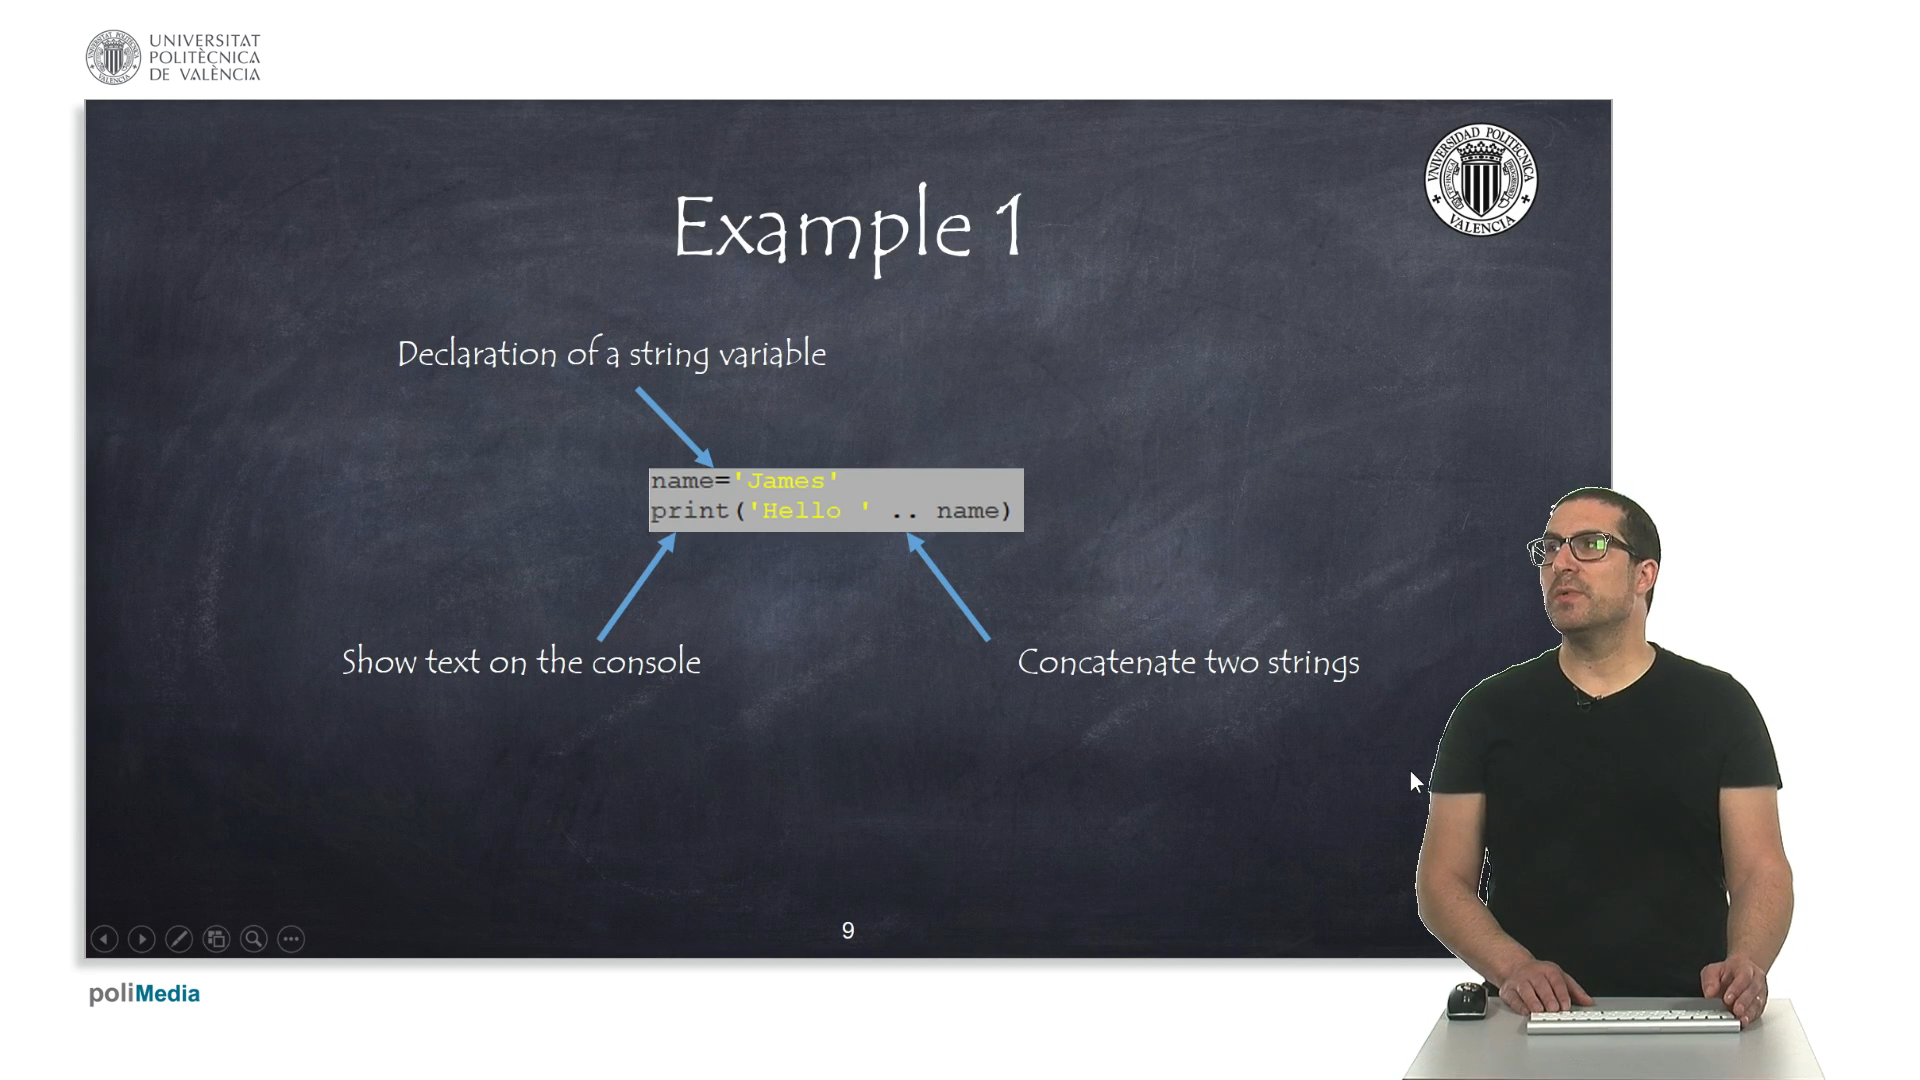 UNIVERSITAT
POLITÈCNICA
DE VALÈNCIA
UNIVERSIDAD POLITECNICA
VALENCIA
Example 1
Declaration of a string variable
name='James'
print('Hello ' .. name)
Show text on the console
Concatenate two strings
9
poliMedia